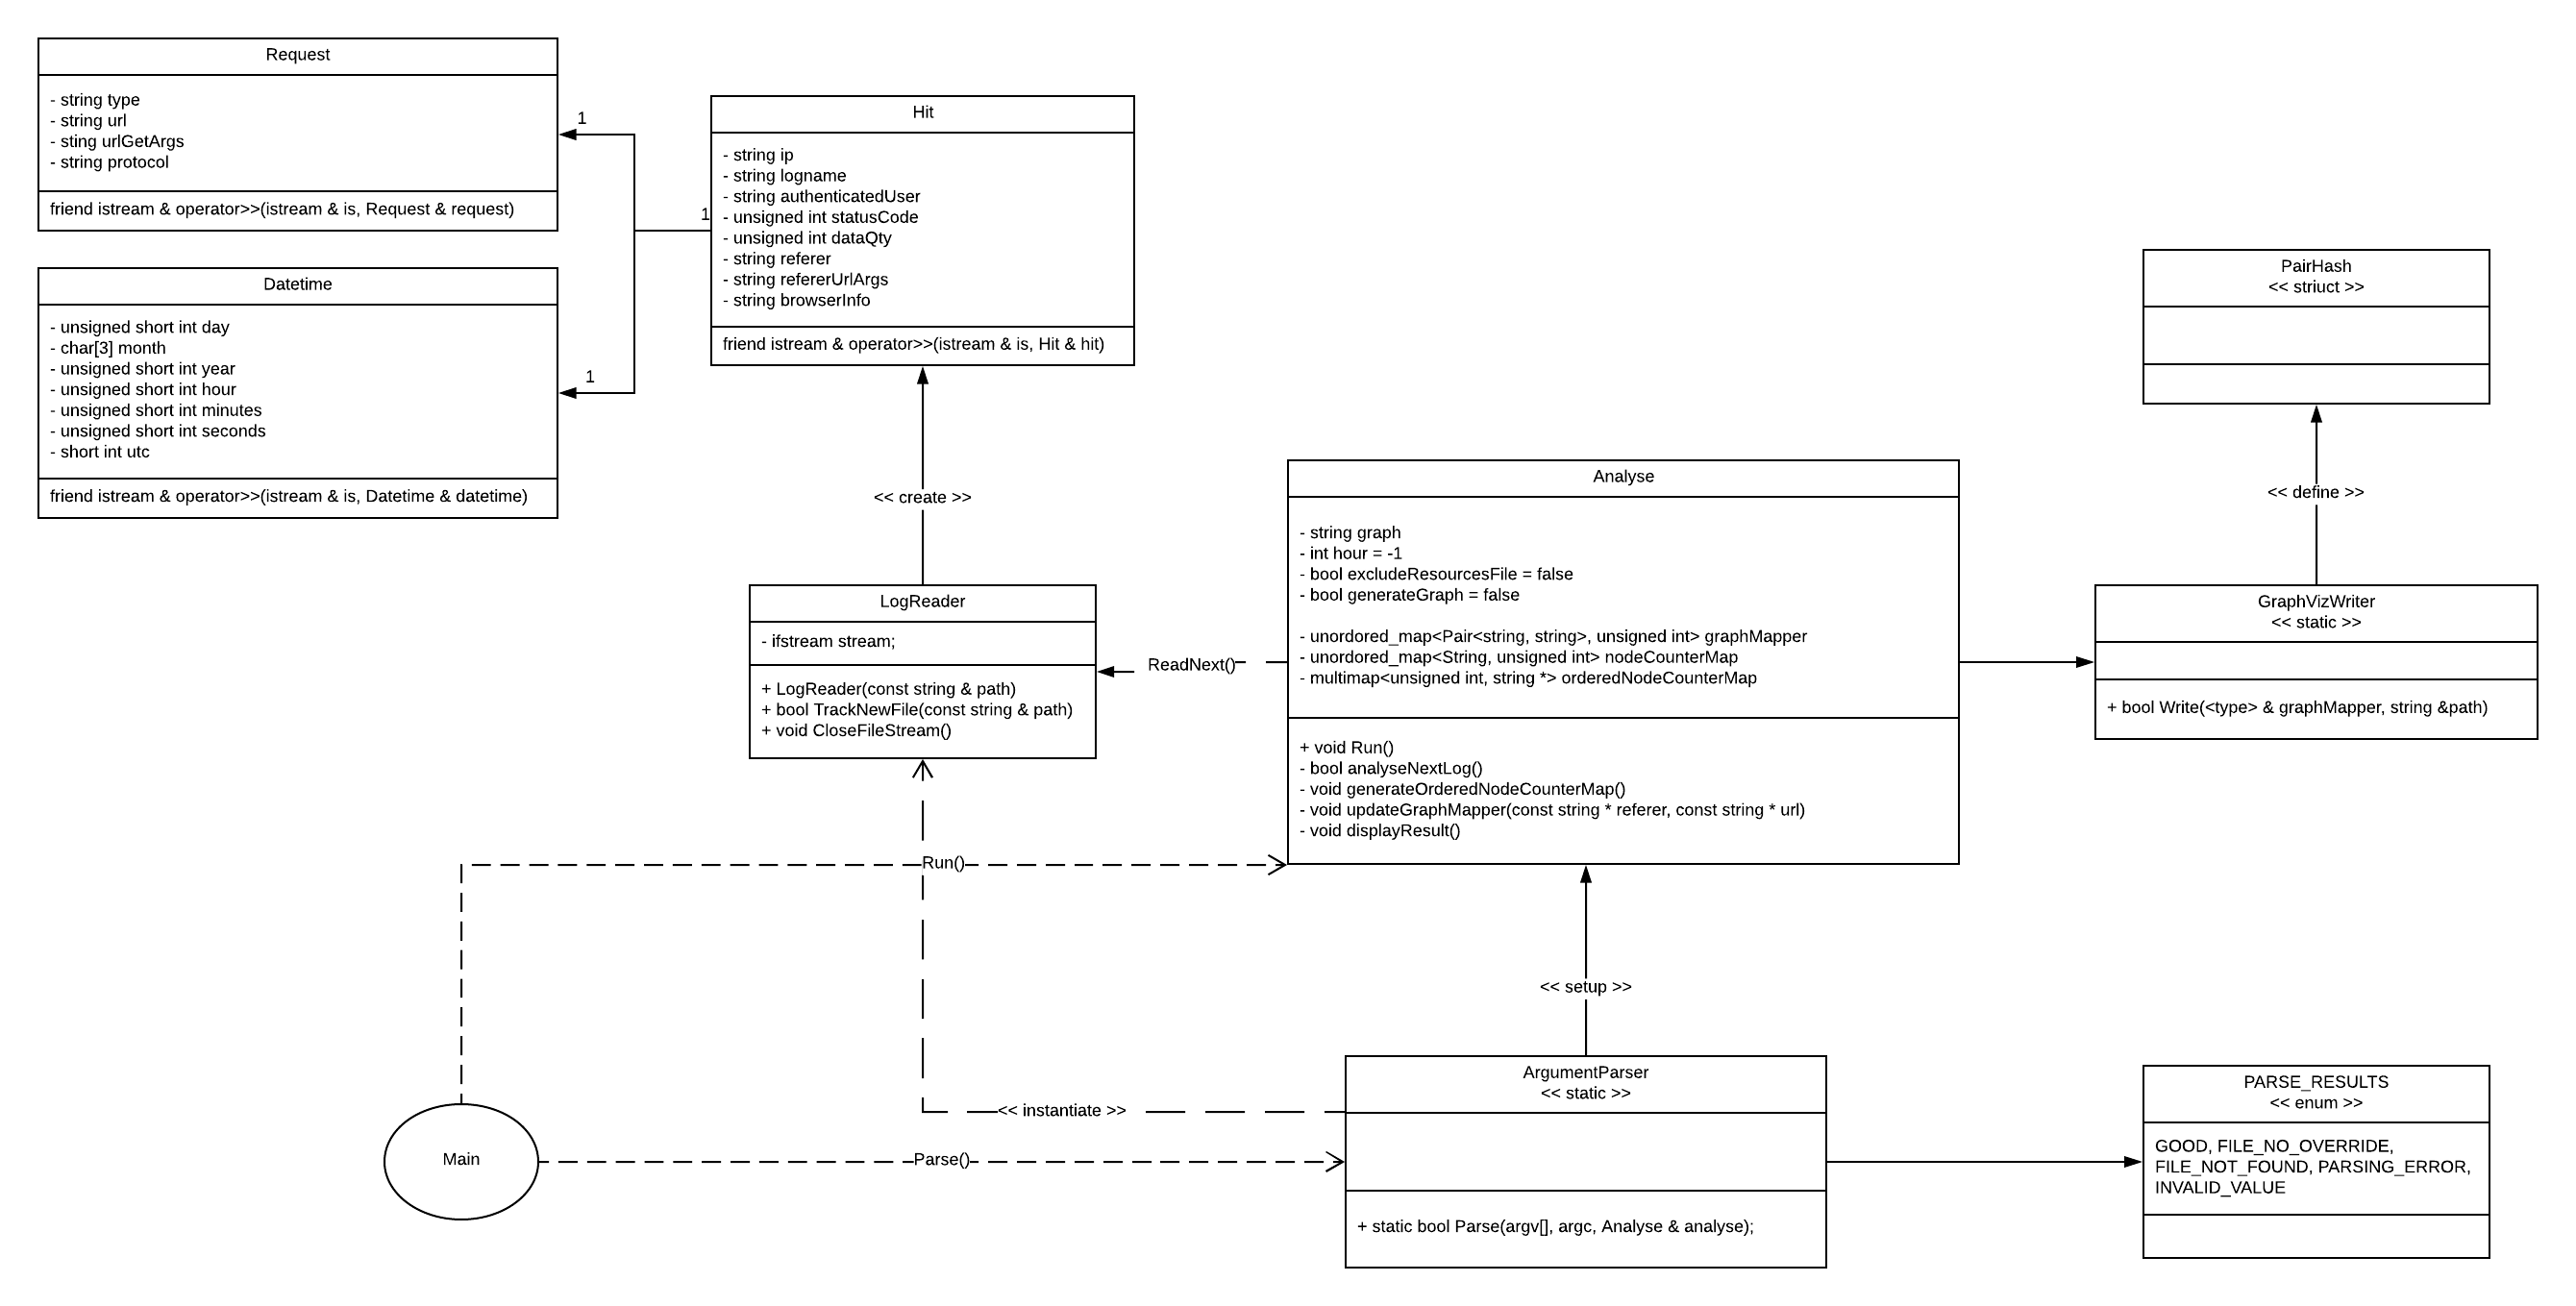 Request
- string type
- string url
- sting urlGetArgs
- string protocol
friend istream & operator>>(istream & is, Request & request)
1
1
1
Datetime
- unsigned short int day
- char[3] month
- unsigned short int year
- unsigned short int hour
- unsigned short int minutes
- unsigned short int seconds
- short int utc
friend istream & operator>>(istream & is, Datetime & datetime)
Hit
- string ip
- string logname
- string authenticatedUser
- unsigned int statusCode
- unsigned int dataQty
- string referer
- string refererUrlArgs
- string browserInfo
friend istream & operator>>(istream & is, Hit & hit)
<< create >>
LogReader
- ifstream stream;
+ LogReader(const string & path)
+ bool TrackNewFile(const string & path)
+ void CloseFileStream()
ReadNext()
Analyse
- string graph
- int hour = -1
- bool excludeResourcesFile = false
- bool generateGraph = false
- unordored_map<Pair<string, string>, unsigned int> graphMapper
- unordored_map<String, unsigned int> nodeCounterMap
- multimap<unsigned int, string *> orderedNodeCounterMap
+ void Run()
- bool analyseNextLog()
- void generateOrderedNodeCounterMap()
- void updateGraphMapper(const string * referer, const string * url)
- void displayResult()
PairHash
<< striuct >>
<< define >>
GraphVizWriter
<< static >>
+ bool Write(<type> & graphMapper, string &path)
Run()
<< setup >>
<< instantiate >>
Main
Parse()
ArgumentParser
<< static >>
+ static bool Parse(argv[], argc, Analyse & analyse);
PARSE_RESULTS
<< enum >>
GOOD, FILE_NO_OVERRIDE,
FILE_NOT_FOUND, PARSING_ERROR,
INVALID_VALUE